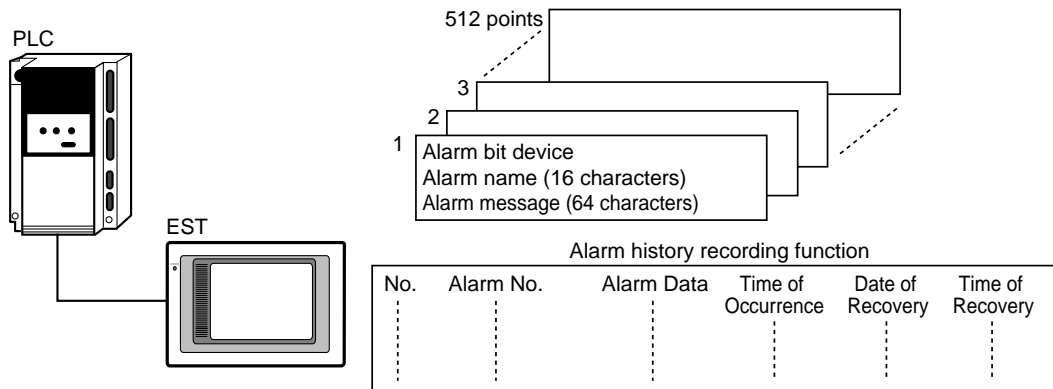 PLC
512 points
3
2
1
Alarm bit device
Alarm name (16 characters)
Alarm message (64 characters)
EST
Alarm history recording function
No. Alarm No. Alarm Data Time of Occurrence Date of Recovery Time of Recovery